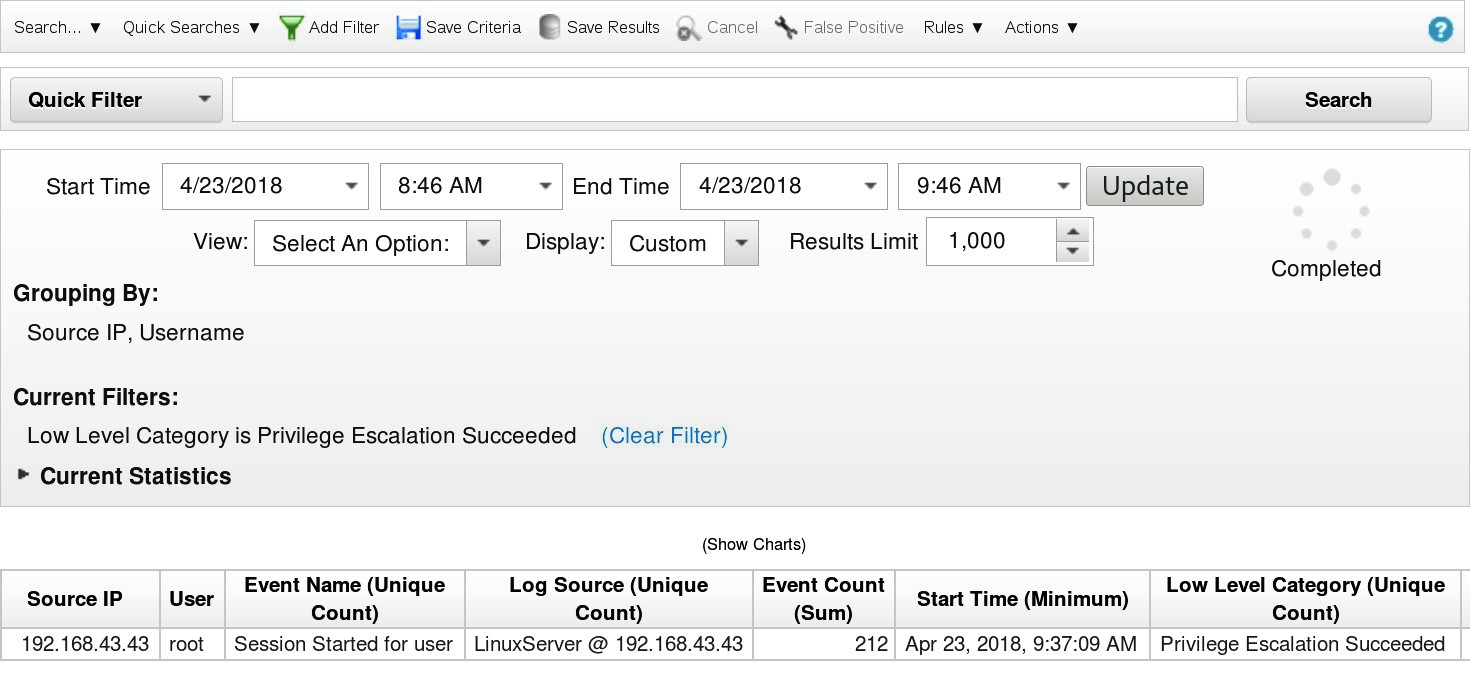 Search... ▼ Quick Searches ▼ Add Filter Save Criteria Save Results Cancel False Positive Rules ▼ Actions ▼ ?
Quick Filter Search
Start Time 4/23/2018 8:46 AM End Time 4/23/2018 9:46 AM Update
View: Select An Option: Display: Custom Results Limit 1,000
Completed
Grouping By:
Source IP, Username
Current Filters:
Low Level Category is Privilege Escalation Succeeded (Clear Filter)
Current Statistics
(Show Charts)
Source IP User Event Name (Unique Count) Log Source (Unique Count) Event Count (Sum) Start Time (Minimum) Low Level Category (Unique Count)
192.168.43.43 root Session Started for user LinuxServer @ 192.168.43.43 212 Apr 23, 2018, 9:37:09 AM Privilege Escalation Succeeded